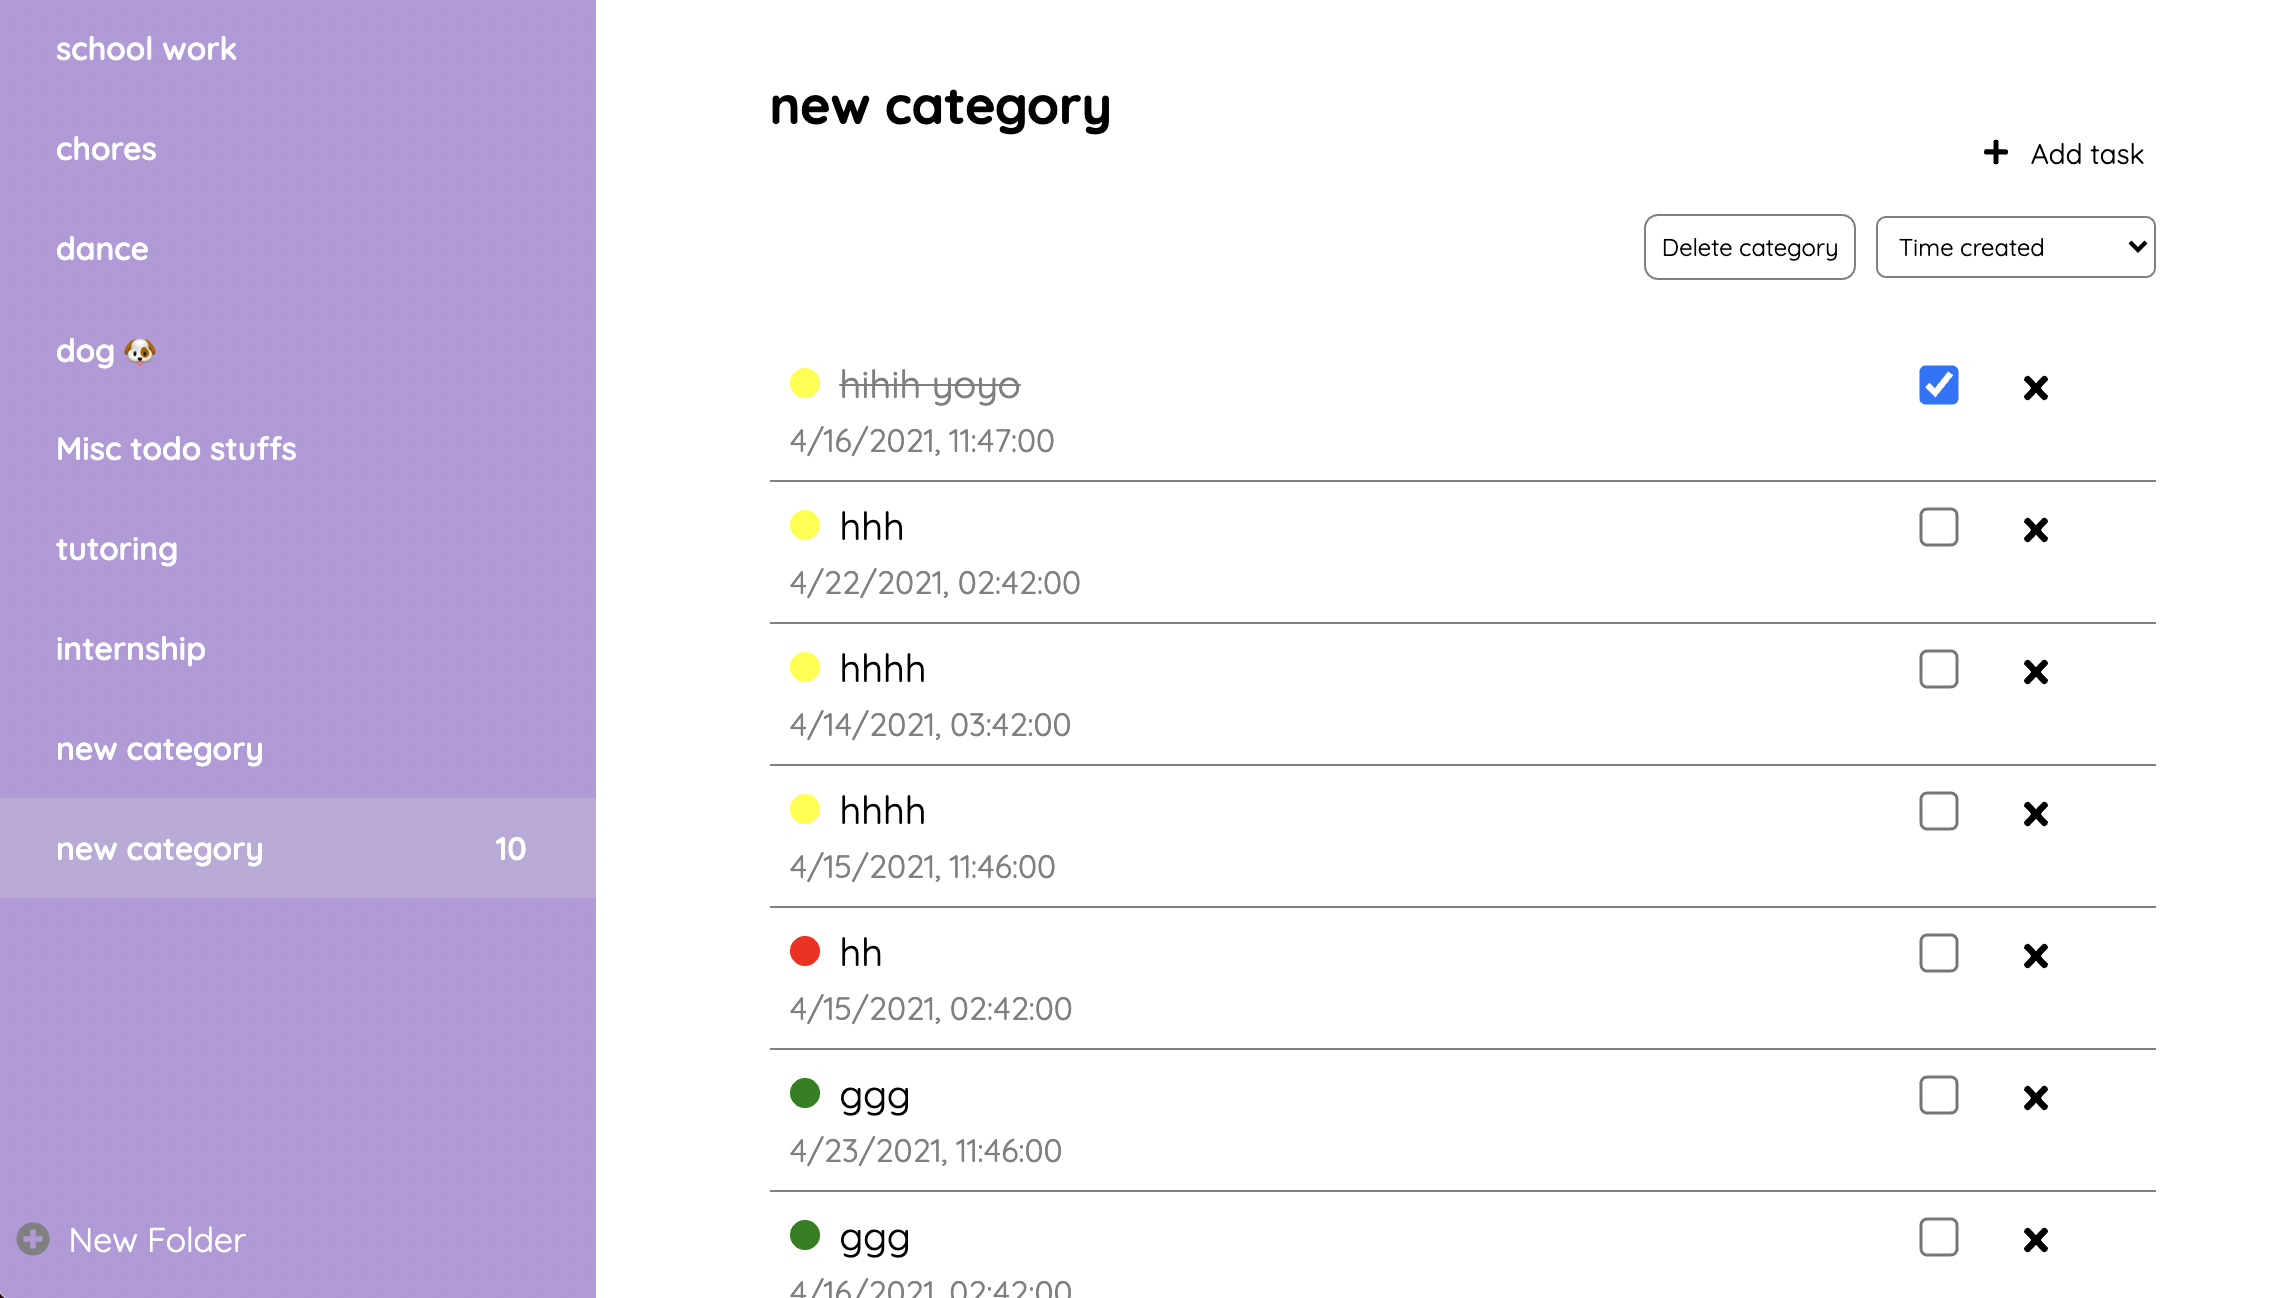 school work
chores
dance
dog 🐶
Misc todo stuffs
tutoring
internship
new category
new category 10
New Folder
new category
Add task
Delete category
Time created
hihih yoyo
4/16/2021, 11:47:00
hhh
4/22/2021, 02:42:00
hhhh
4/14/2021, 03:42:00
hhhh
4/15/2021, 11:46:00
hh
4/15/2021, 02:42:00
ggg
4/23/2021, 11:46:00
ggg
4/16/2021, 02:42:00